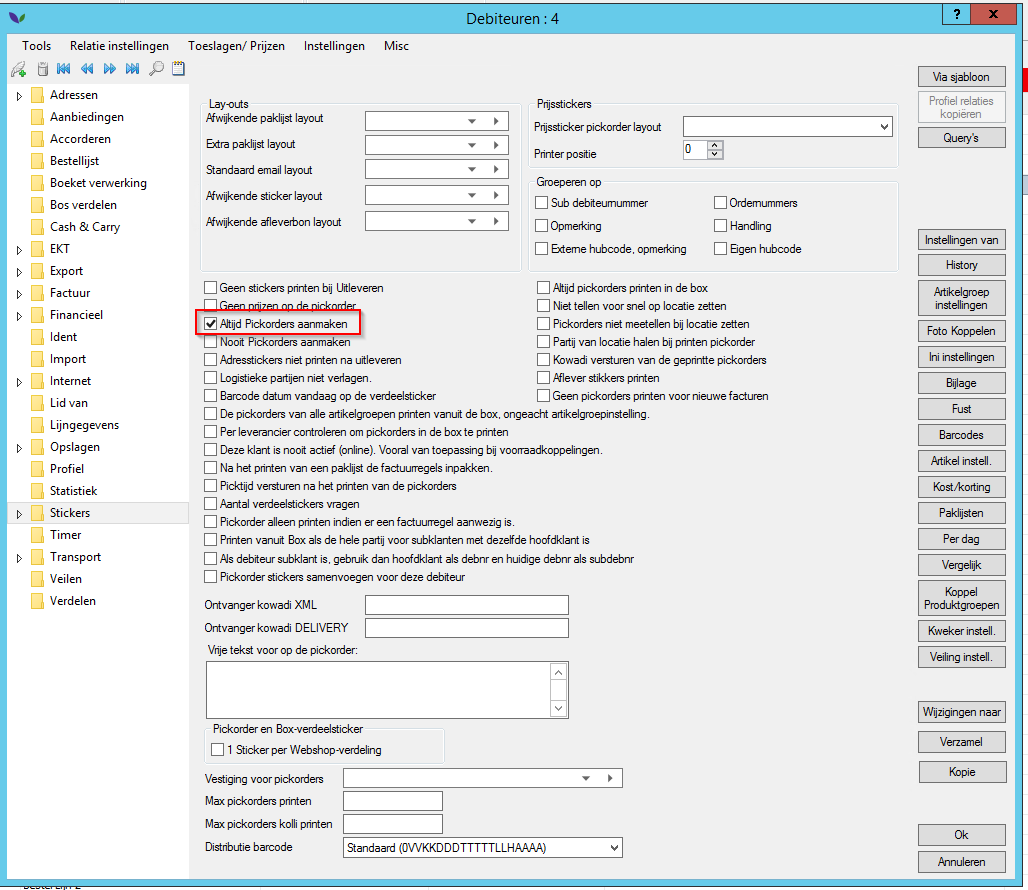 Debiteuren : 4
? x
Tools Relatie instellingen Toeslagen/ Prijzen Instellingen Misc
Adressen
Aanbiedingen
Accorderen
Bestellijst
Boeket verwerking
Bos verdelen
Cash & Carry
EKT
Export
Factuur
Financieel
Ident
Import
Internet
Lid van
Lijngegevens
Opslagen
Profiel
Statistiek
Stickers
Timer
Transport
Veilen
Verdelen
Lay-outs
Afwijkende paklijst layout
Extra paklijst layout
Standaard email layout
Afwijkende sticker layout
Afwijkende afleverbon layout
Prijsstickers
Prijssticker pickorder layout
Printer positie 0
Groeperen op
Sub debiteurnummer Ordernummers
Opmerking Handling
Externe hubcode, opmerking Eigen hubcode
Geen stickers printen bij Uitleveren
Geen prijzen op de pickorder
Altijd Pickorders aanmaken
Nooit Pickorders aanmaken
Adresstickers niet printen na uitleveren
Logistieke partijen niet verlagen.
Barcode datum vandaag op de verdeelsticker
Altijd pickorders printen in de box
Niet tellen voor snel op locatie zetten
Pickorders niet meetellen bij locatie zetten
Partij van locatie halen bij printen pickorder
Kowadi versturen van de geprintte pickorders
Aflever stikkers printen
Geen pickorders printen voor nieuwe facturen
De pickorders van alle artikelgroepen printen vanuit de box, ongeacht artikelgroepinstelling.
Per leverancier controleren om pickorders in de box te printen
Deze klant is nooit actief (online). Vooral van toepassing bij voorraadkoppelingen.
Na het printen van een paklijst de factuurregels inpakken.
Picktijd versturen na het printen van de pickorders
Aantal verdeelstickers vragen
Pickorder alleen printen indien er een factuurregel aanwezig is.
Printen vanuit Box als de hele partij voor subklanten met dezelfde hoofdklant is
Als debiteur subklant is, gebruik dan hoofdklant als debnr en huidige debnr als subdebnr
Pickorder stickers samenvoegen voor deze debiteur
Ontvanger kowadi XML
Ontvanger kowadi DELIVERY
Vrije tekst voor op de pickorder:
Pickorder en Box-verdeelsticker
1 Sticker per Webshop-verdeling
Vestiging voor pickorders
Max pickorders printen
Max pickorders kolli printen
Distributie barcode Standaard (0VVKKDDDTTTTTLLHAAAA)
Via sjabloon
Profiel relaties
kopiëren
Query's
Instellingen van
History
Artikelgroep
instellingen
Foto Koppelen
Ini instellingen
Bijlage
Fust
Barcodes
Artikel instell.
Kost/korting
Paklijsten
Per dag
Vergelijk
Koppel
Produktgroepen
Kweker instell.
Veiling instell.
Wijzigingen naar
Verzamel
Kopie
Ok
Annuleren